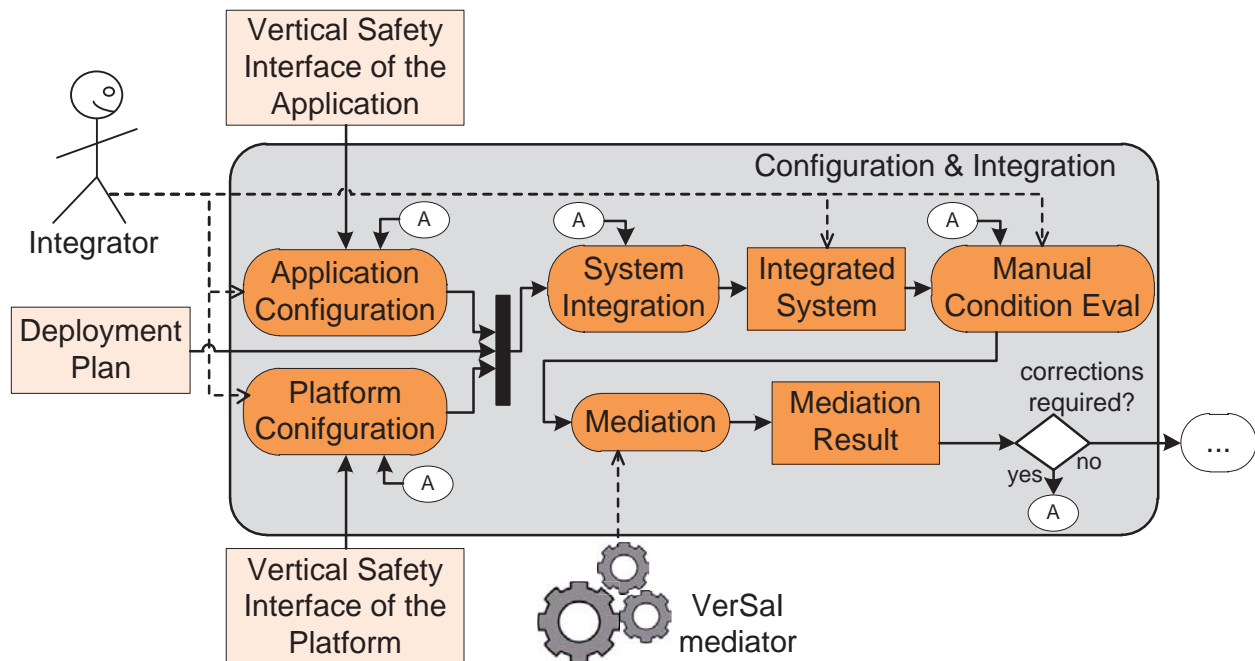 Vertical Safety
Interface of the
Application
Integrator
Configuration & Integration
A
A
A
Application
Configuration
System
Integration
Integrated
System
Manual
Condition Eval
Deployment
Plan
Platform
Conifguration
A
Mediation
Mediation
Result
corrections
required?
yes
no
...
A
Vertical Safety
Interface of the
Platform
VerSaI
mediator